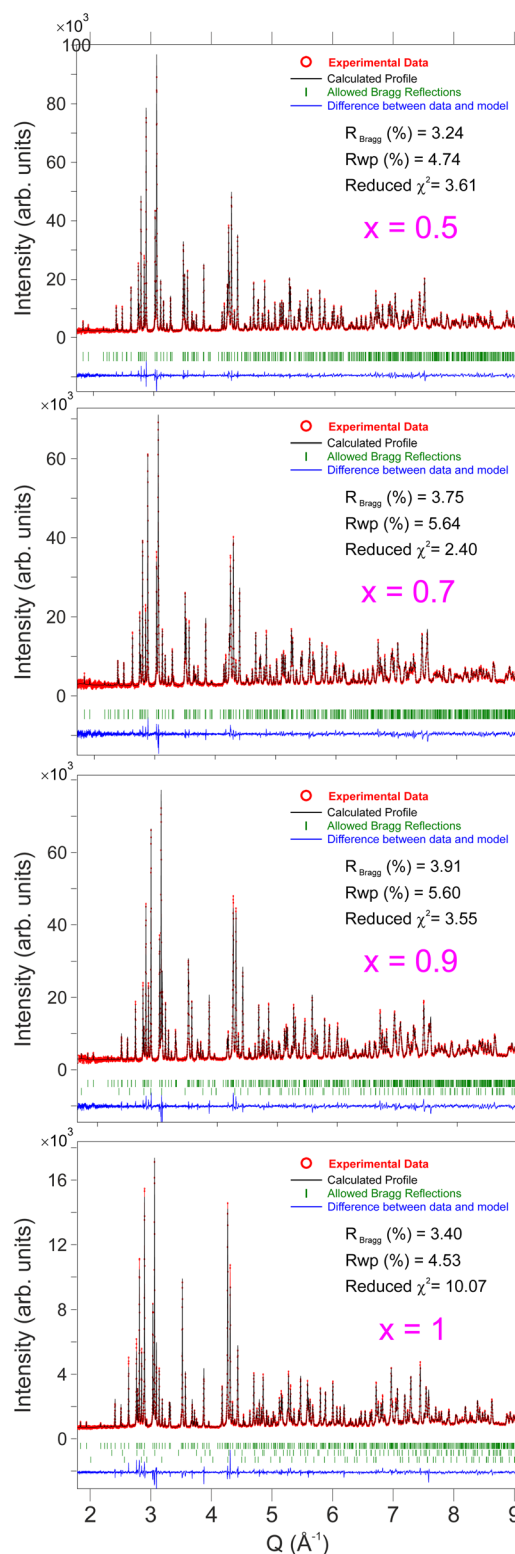 ×10³
100
80
60
40
20
0
Intensity (arb. units)
Experimental Data
Calculated Profile
Allowed Bragg Reflections
Difference between data and model
R Bragg (%) = 3.24
Rwp (%) = 4.74
Reduced χ²= 3.61
x = 0.5
×10³
60
40
20
0
Intensity (arb. units)
Experimental Data
Calculated Profile
Allowed Bragg Reflections
Difference between data and model
R Bragg (%) = 3.75
Rwp (%) = 5.64
Reduced χ²= 2.40
x = 0.7
×10³
60
40
20
0
Intensity (arb. units)
Experimental Data
Calculated Profile
Allowed Bragg Reflections
Difference between data and model
R Bragg (%) = 3.91
Rwp (%) = 5.60
Reduced χ²= 3.55
x = 0.9
×10³
16
12
8
4
0
Intensity (arb. units)
Experimental Data
Calculated Profile
Allowed Bragg Reflections
Difference between data and model
R Bragg (%) = 3.40
Rwp (%) = 4.53
Reduced χ²= 10.07
x = 1
2 3 4 5 6 7 8 9
Q (Å⁻¹)